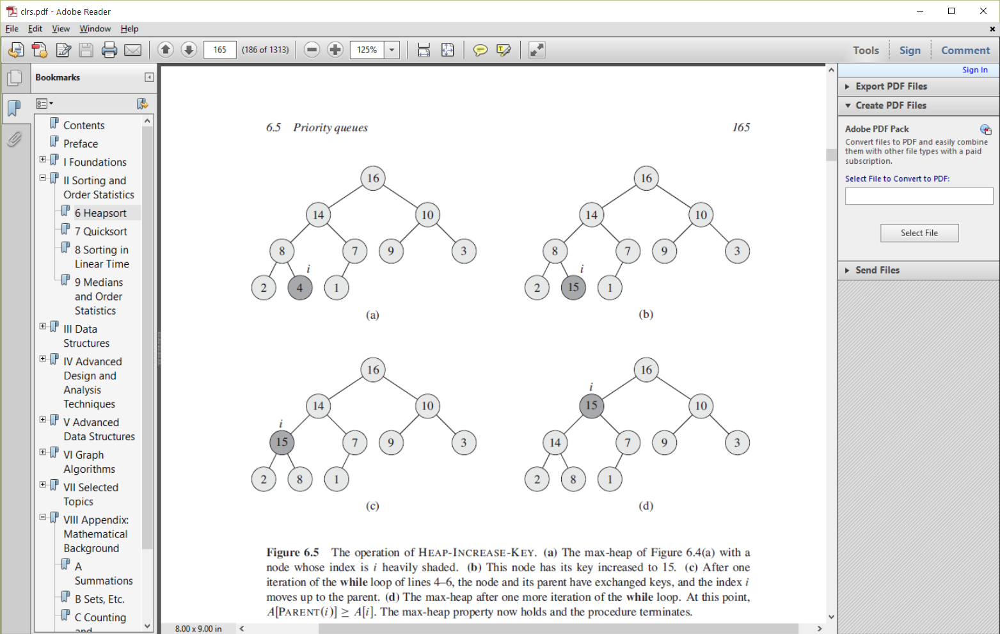 clrs.pdf - Adobe Reader
File Edit View Window Help
165 (186 of 1313) 125% Tools Sign Comment
Bookmarks
Contents
Preface
I Foundations
II Sorting and
Order Statistics
6 Heapsort
7 Quicksort
8 Sorting in
Linear Time
9 Medians
and Order
Statistics
III Data
Structures
IV Advanced
Design and
Analysis
Techniques
V Advanced
Data Structures
VI Graph
Algorithms
VII Selected
Topics
VIII Appendix:
Mathematical
Background
A
Summations
B Sets, Etc.
C Counting
and
6.5 Priority queues 165
16
14 10
8 7 9 3
i
2 4 1
(a)
16
14 10
8 7 9 3
i
2 15 1
(b)
16
14 10
i
15 7 9 3
2 8 1
(c)
16
i
15 10
14 7 9 3
2 8 1
(d)
Figure 6.5 The operation of HEAP-INCREASE-KEY. (a) The max-heap of Figure 6.4(a) with a
node whose index is i heavily shaded. (b) This node has its key increased to 15. (c) After one
iteration of the while loop of lines 4–6, the node and its parent have exchanged keys, and the index i
moves up to the parent. (d) The max-heap after one more iteration of the while loop. At this point,
A[PARENT(i)] ≥ A[i]. The max-heap property now holds and the procedure terminates.
8.00 x 9.00 in
Sign In
Export PDF Files
Create PDF Files
Adobe PDF Pack
Convert files to PDF and easily combine
them with other file types with a paid
subscription.
Select File to Convert to PDF:
Select File
Send Files